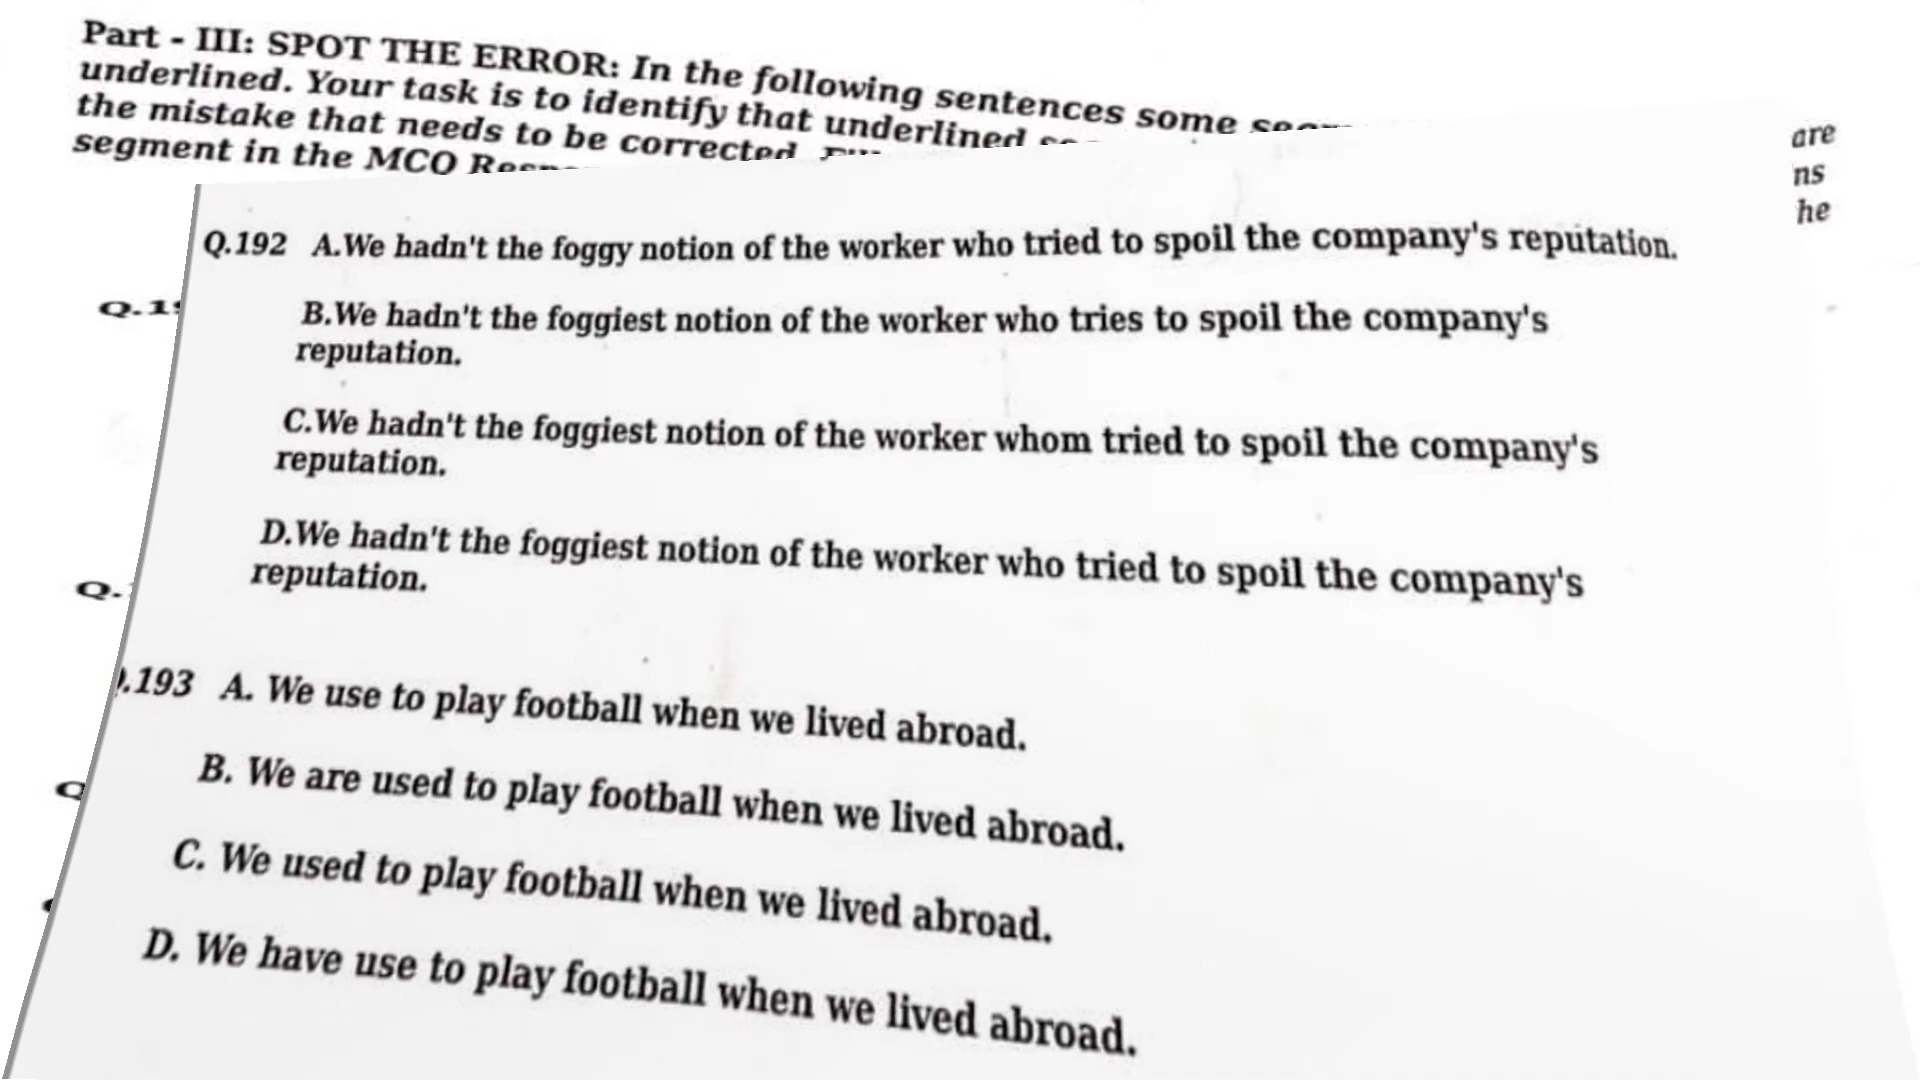 Part - III: SPOT THE ERROR: In the following sentences some
underlined. Your task is to identify that underlined
the mistake that needs to be corrected.
segment in the MCQ
are
ns
he
Q.192 A.We hadn't the foggy notion of the worker who tried to spoil the company's reputation.
B.We hadn't the foggiest notion of the worker who tries to spoil the company's
reputation.
C.We hadn't the foggiest notion of the worker whom tried to spoil the company's
reputation.
D.We hadn't the foggiest notion of the worker who tried to spoil the company's
reputation.
.193 A. We use to play football when we lived abroad.
B. We are used to play football when we lived abroad.
C. We used to play football when we lived abroad.
D. We have use to play football when we lived abroad.